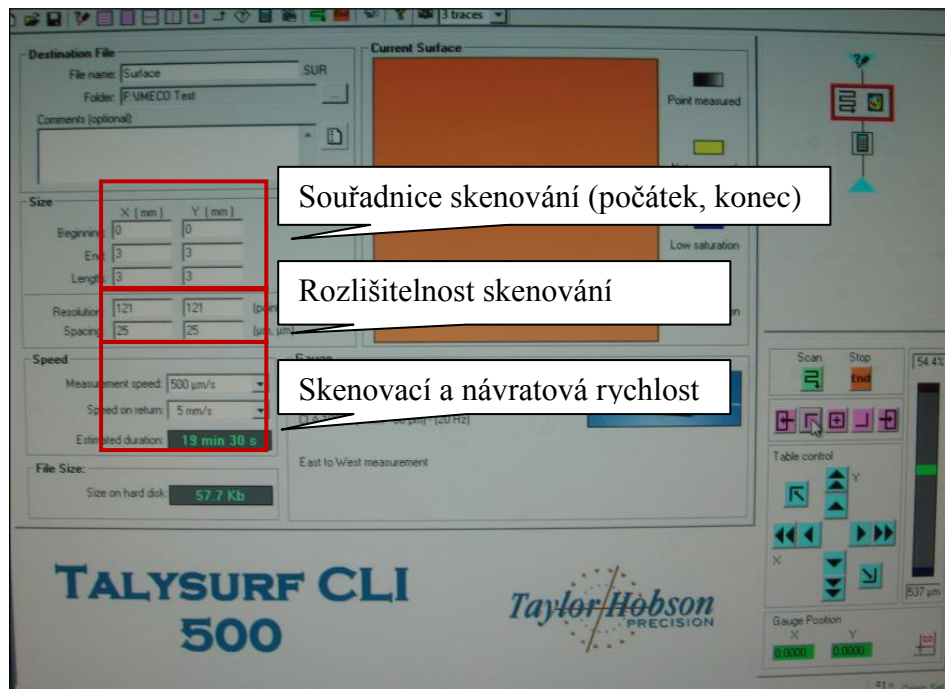 3 traces
Destination File
File name: Surface .SUR
Folder: F:\IMECO Test ...
Comments (optional):
Current Surface
Point measured
Souřadnice skenování (počátek, konec)
Low saturation
Size
X ( mm ) Y ( mm )
Beginning: 0 0
End: 3 3
Length: 3 3
Rozlišitelnost skenování
Resolution: 121 121
Spacing: 25 25 (µm, µm)
Speed
Measurement speed: 500 µm/s
Speed on return: 5 mm/s
Estimated duration: 19 min 30 s
Skenovací a návratová rychlost
Gauge
(20 Hz)
East to West measurement
File Size:
Size on hard disk: 57.7 Kb
Scan Stop
End
54.4%
Table control
Y
X
537 µm
Gauge Position
X Y
0.0000 0.0000
TALYSURF CLI
500
Taylor Hobson
PRECISION